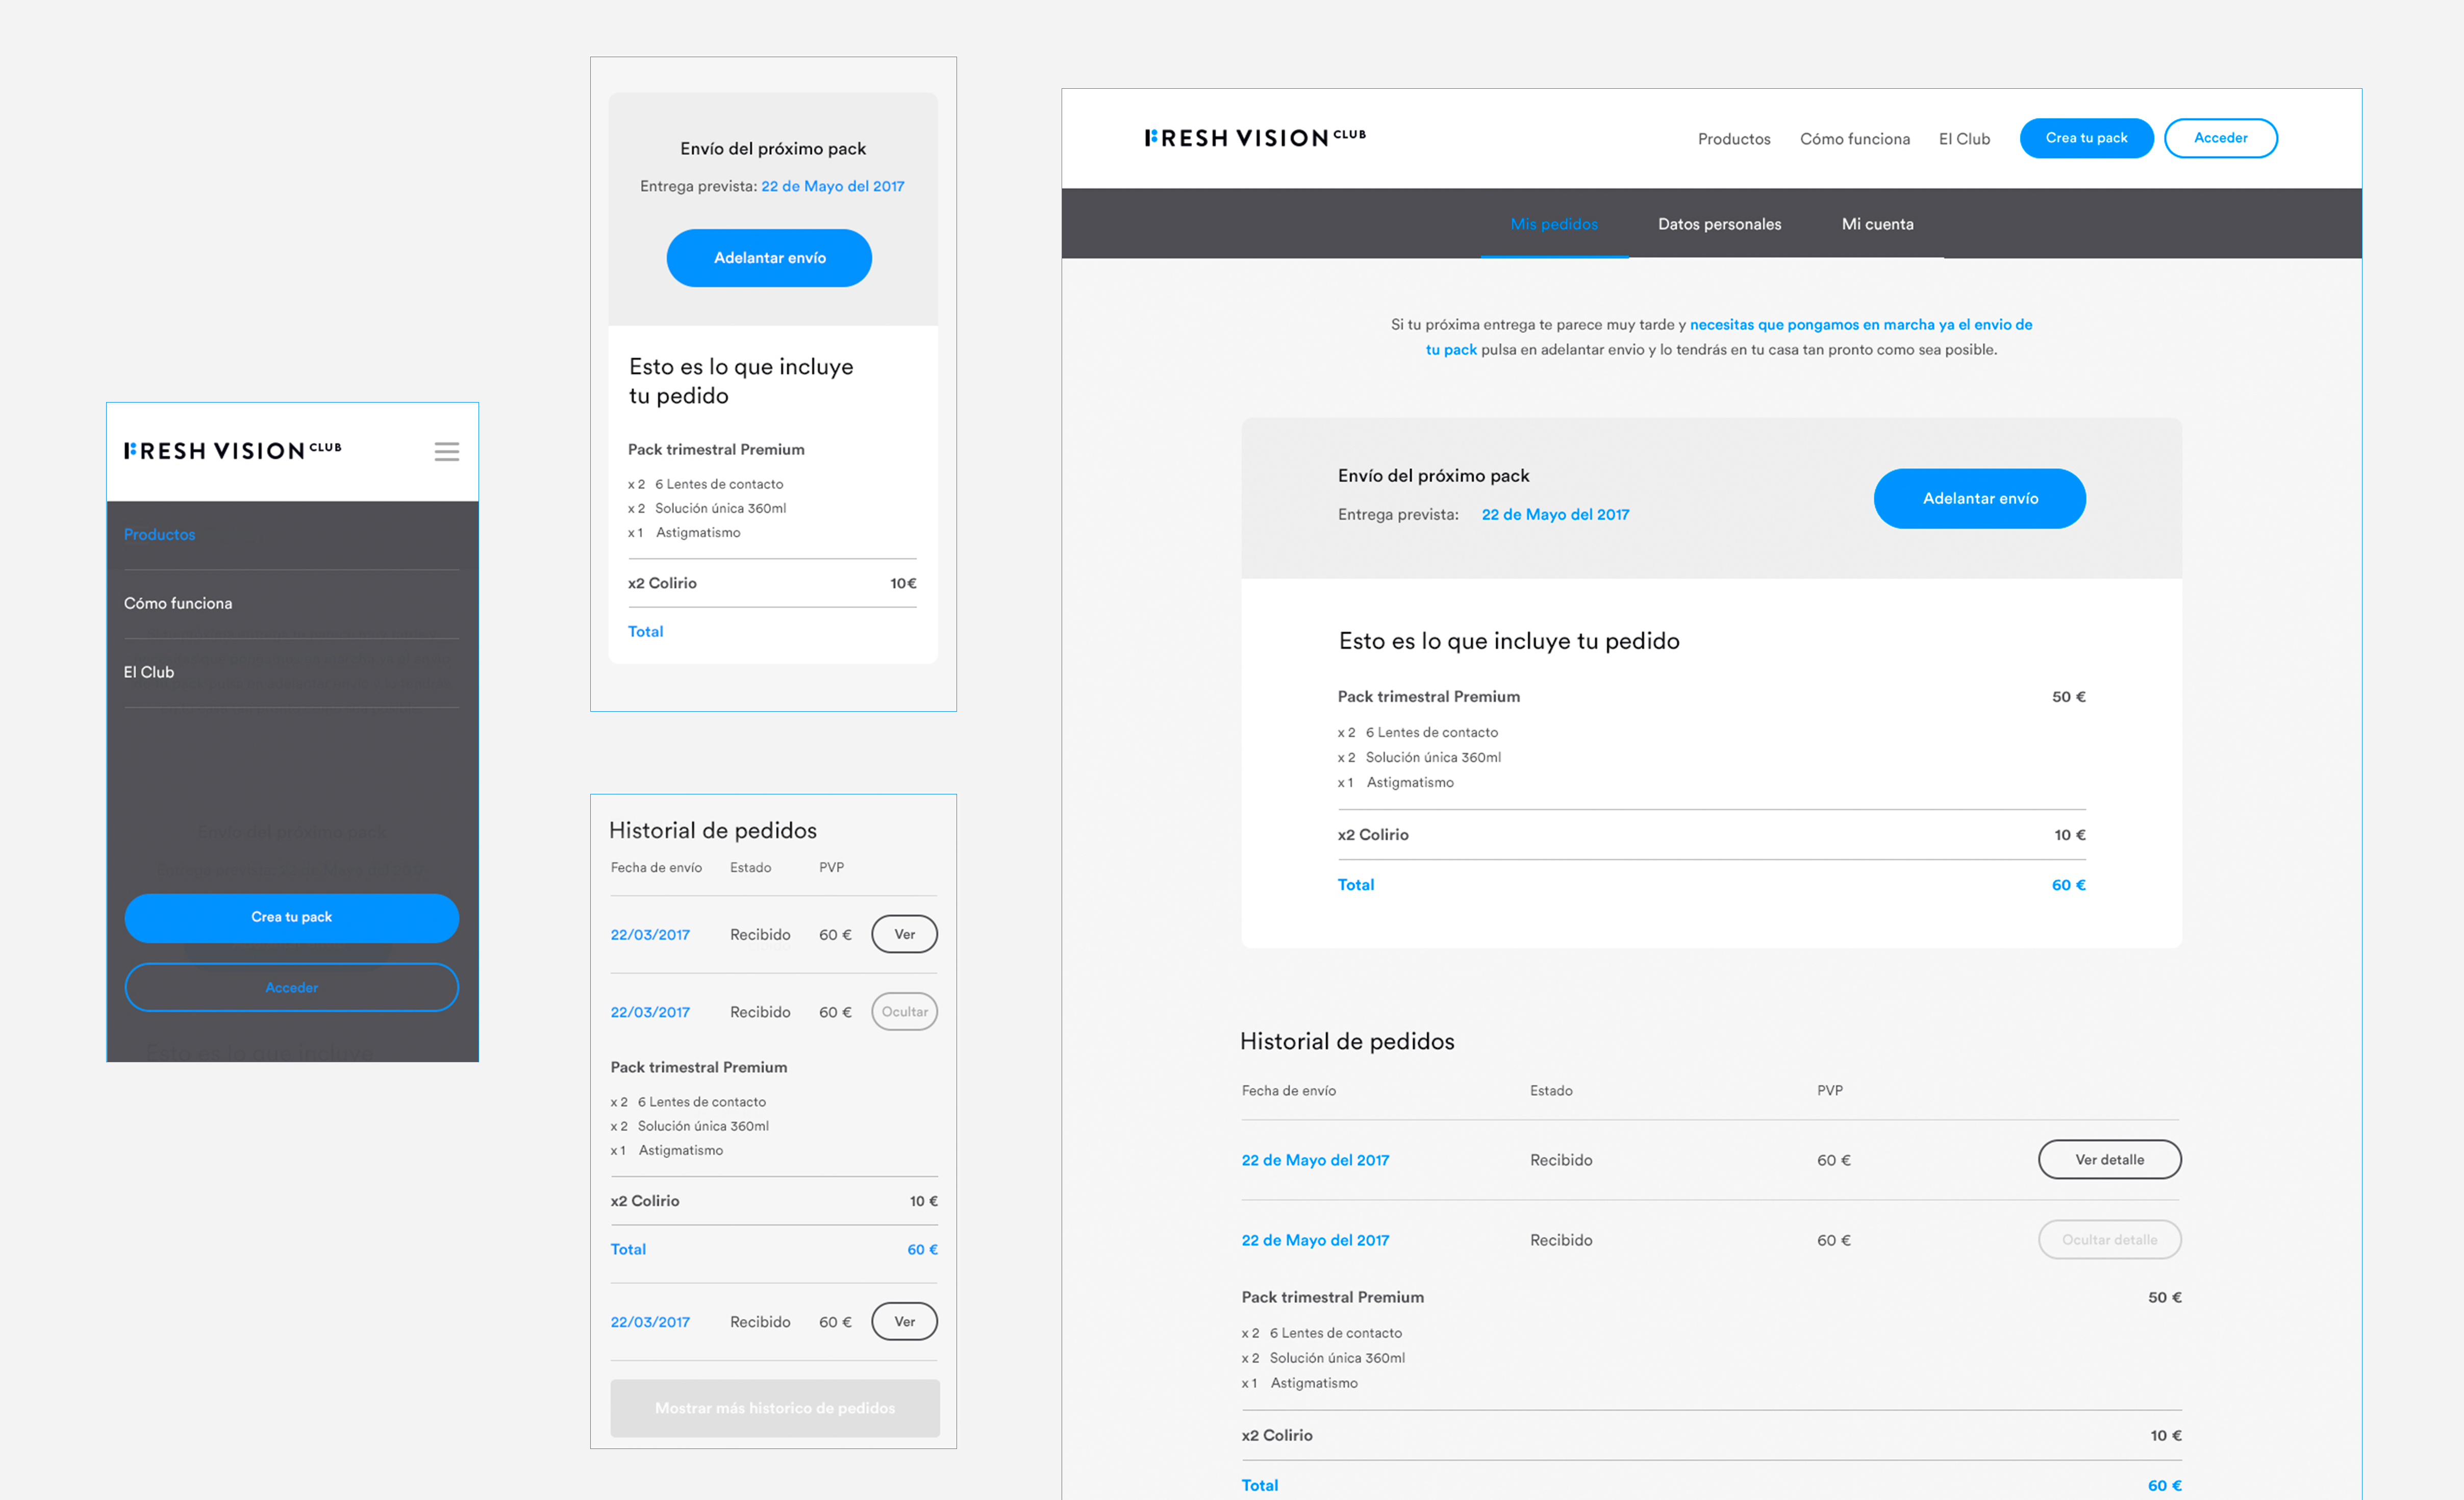 FRESH VISION CLUB
Productos
Cómo funciona
El Club
Envío del próximo pack
Crea tu pack
Acceder
Esto es lo que incluye
Envío del próximo pack
Entrega prevista: 22 de Mayo del 2017
Adelantar envío
Esto es lo que incluye
tu pedido
Pack trimestral Premium
x 2 6 Lentes de contacto
x 2 Solución única 360ml
x 1 Astigmatismo
x2 Colirio 10€
Total
Historial de pedidos
Fecha de envío Estado PVP
22/03/2017 Recibido 60 € Ver
22/03/2017 Recibido 60 € Ocultar
Pack trimestral Premium
x 2 6 Lentes de contacto
x 2 Solución única 360ml
x 1 Astigmatismo
x2 Colirio 10 €
Total 60 €
22/03/2017 Recibido 60 € Ver
Mostrar más historico de pedidos
FRESH VISION CLUB Productos Cómo funciona El Club Crea tu pack Acceder
Mis pedidos Datos personales Mi cuenta
Si tu próxima entrega te parece muy tarde y necesitas que pongamos en marcha ya el envio de
tu pack pulsa en adelantar envio y lo tendrás en tu casa tan pronto como sea posible.
Envío del próximo pack
Entrega prevista: 22 de Mayo del 2017
Adelantar envío
Esto es lo que incluye tu pedido
Pack trimestral Premium 50 €
x 2 6 Lentes de contacto
x 2 Solución única 360ml
x 1 Astigmatismo
x2 Colirio 10 €
Total 60 €
Historial de pedidos
Fecha de envío Estado PVP
22 de Mayo del 2017 Recibido 60 € Ver detalle
22 de Mayo del 2017 Recibido 60 € Ocultar detalle
Pack trimestral Premium 50 €
x 2 6 Lentes de contacto
x 2 Solución única 360ml
x 1 Astigmatismo
x2 Colirio 10 €
Total 60 €